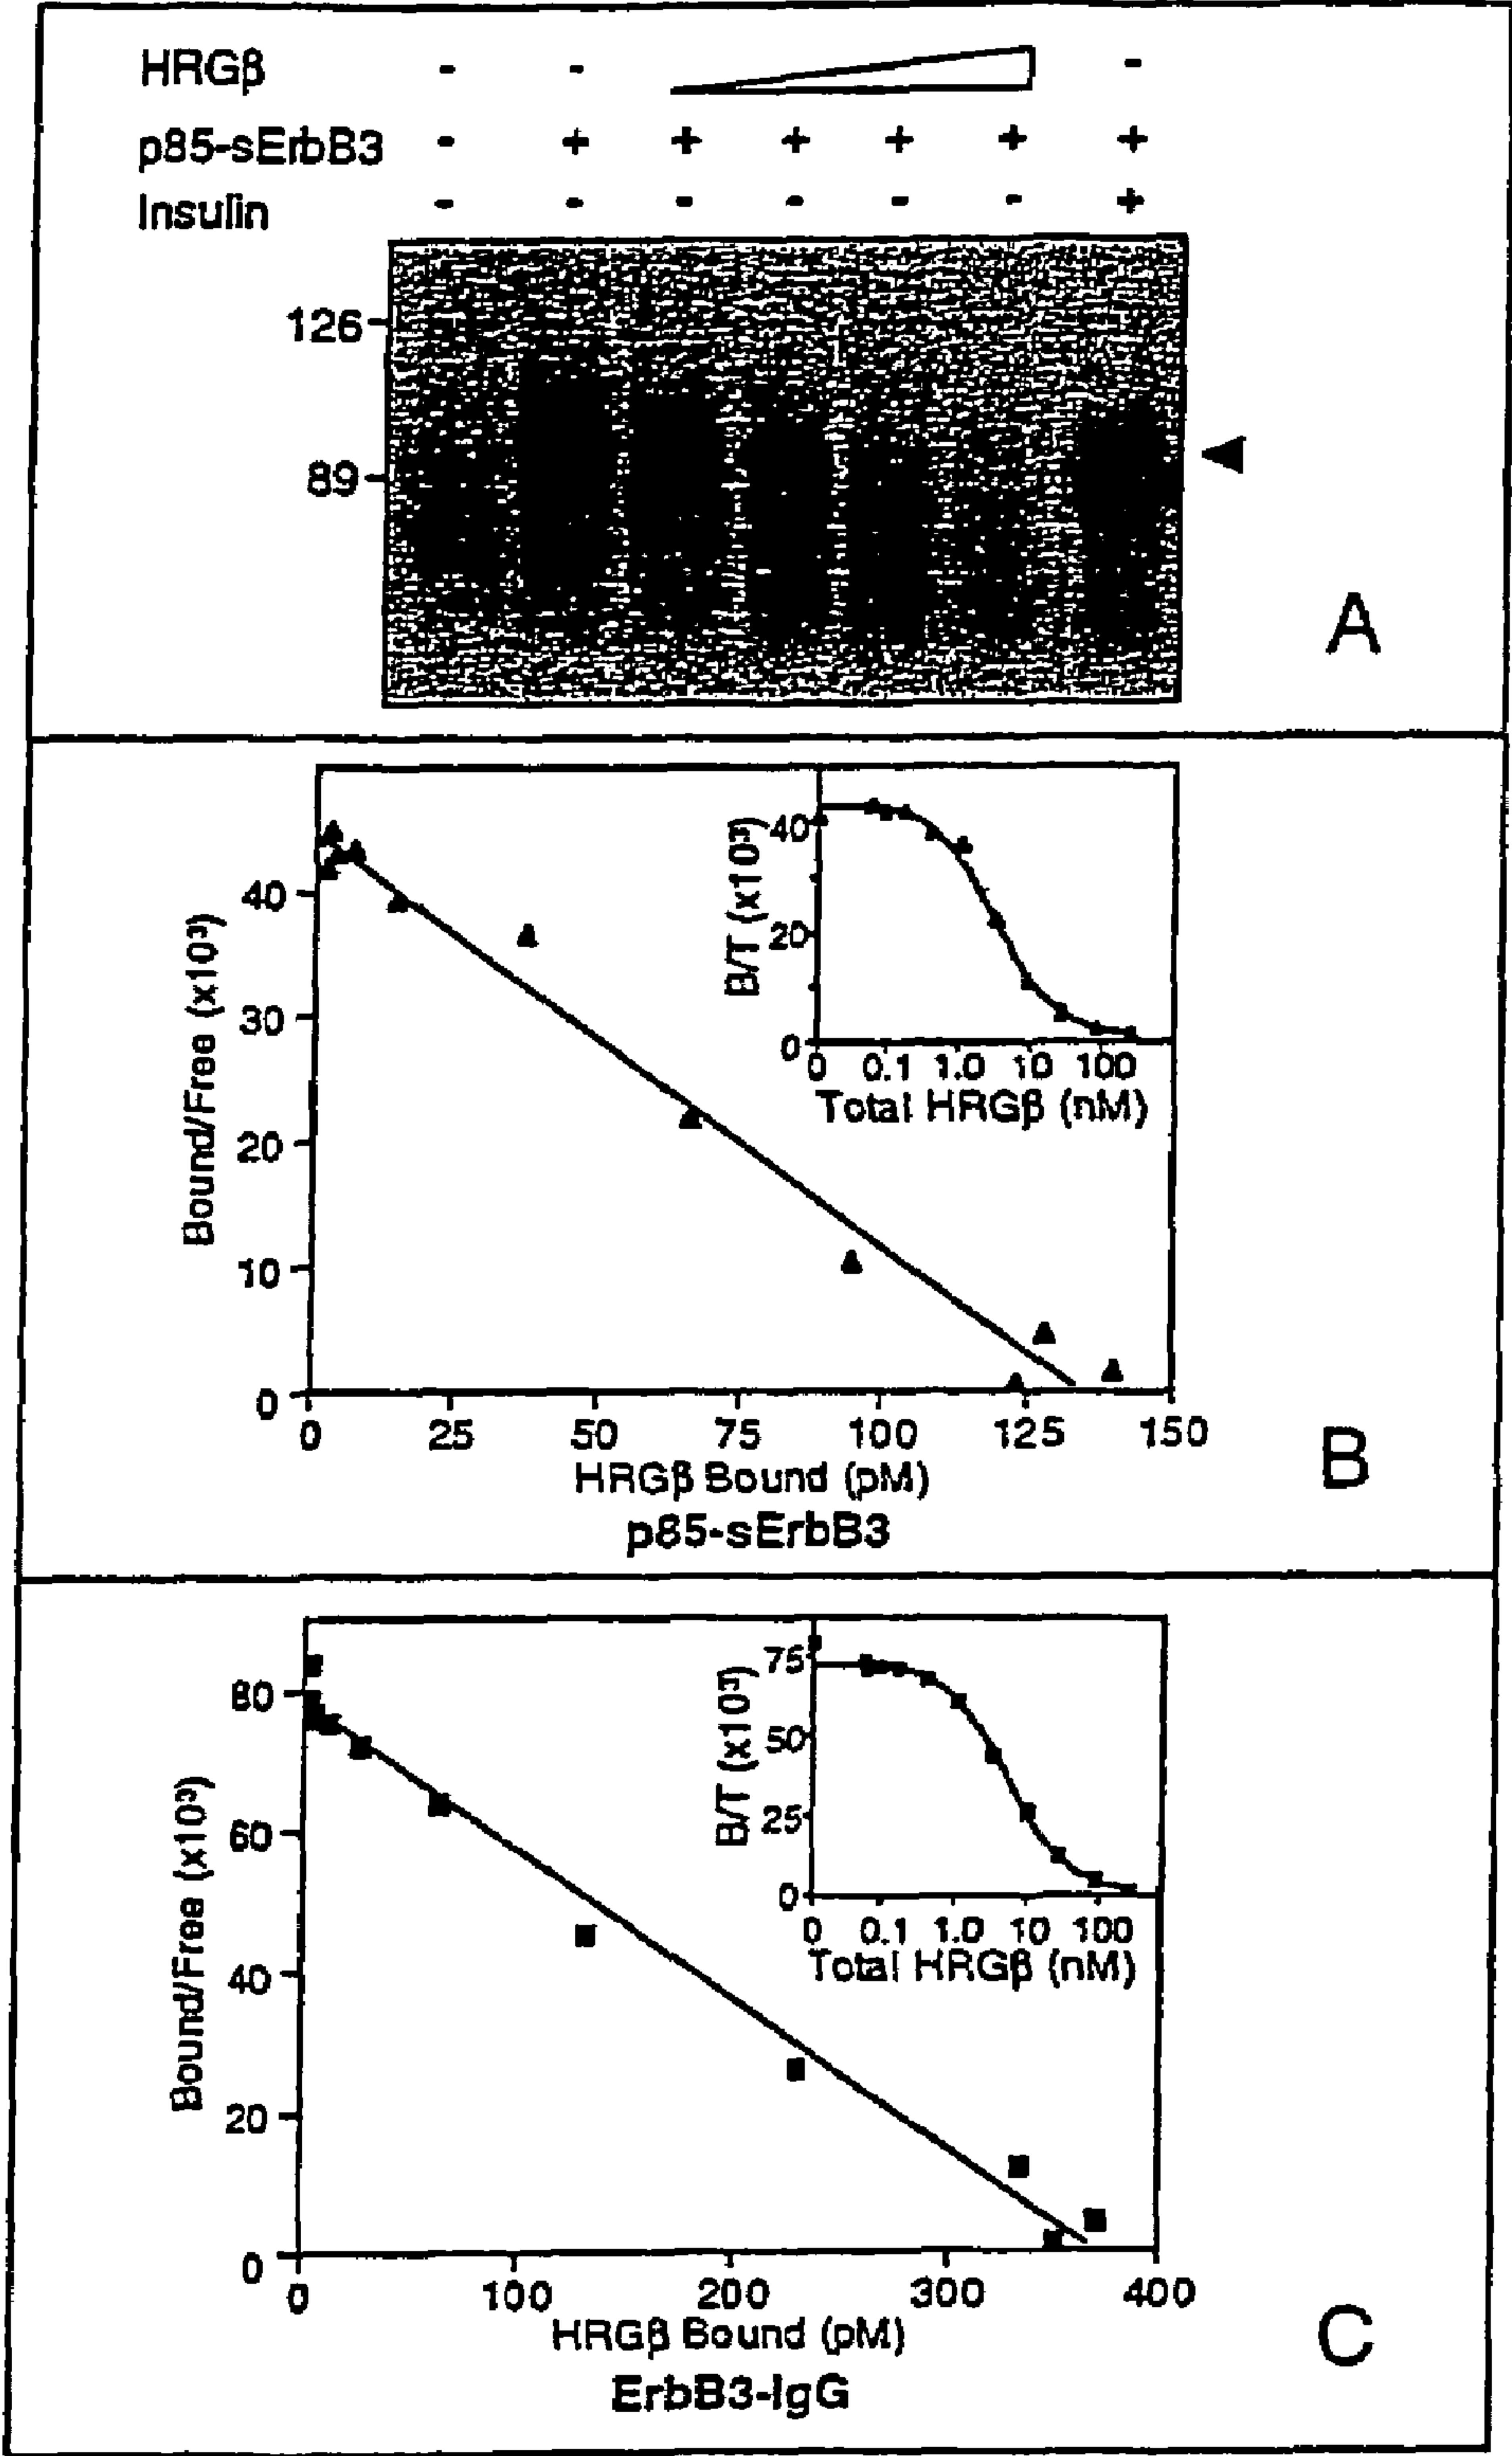 HRGβ - - -
p85-sErbB3 - + + + + + +
Insulin - - - - - - +
126
89
A
40
30
20
10
0
Bound/Free (x10³)
0 25 50 75 100 125 150
HRGβ Bound (pM)
p85-sErbB3
40
20
0
B/T (x10³)
0 0.1 1.0 10 100
Total HRGβ (nM)
B
80
60
40
20
0
Bound/Free (x10³)
0 100 200 300 400
HRGβ Bound (pM)
ErbB3-IgG
75
50
25
0
B/T (x10³)
0 0.1 1.0 10 100
Total HRGβ (nM)
C